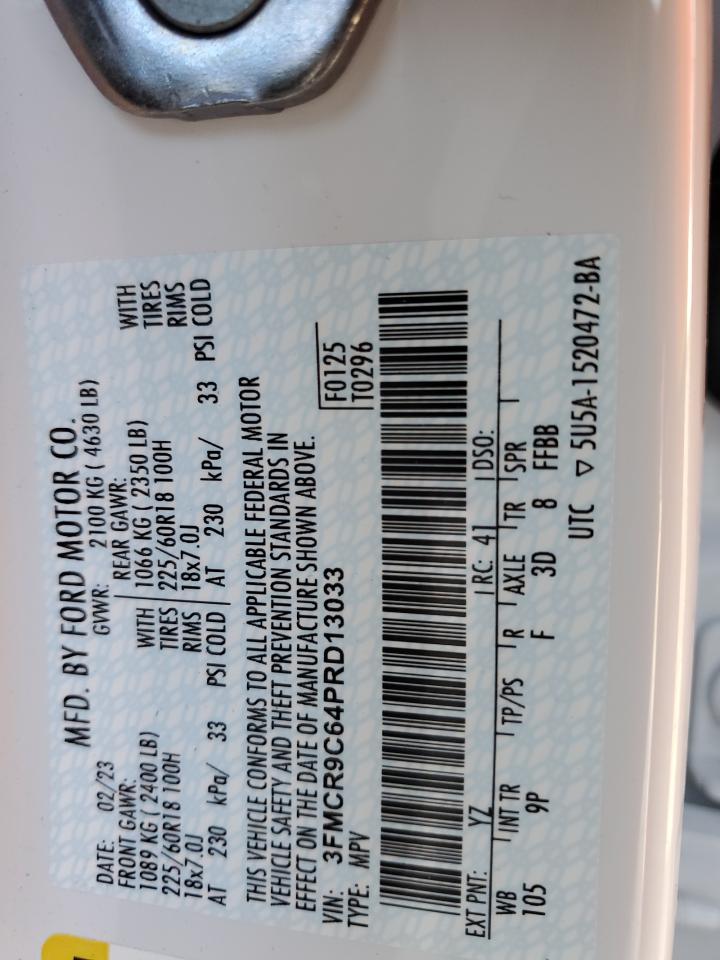 MFD. BY FORD MOTOR CO.
DATE: 02/23 GVWR: 2100 KG ( 4630 LB)
FRONT GAWR: REAR GAWR: WITH
1089 KG ( 2400 LB) WITH 1066 KG ( 2350 LB) TIRES
225/60R18 100H TIRES 225/60R18 100H RIMS
18x7.0J RIMS 18x7.0J
AT 230 kPa/ 33 PSI COLD AT 230 kPa/ 33 PSI COLD
THIS VEHICLE CONFORMS TO ALL APPLICABLE FEDERAL MOTOR
VEHICLE SAFETY AND THEFT PREVENTION STANDARDS IN
EFFECT ON THE DATE OF MANUFACTURE SHOWN ABOVE.
VIN: 3FMCR9C64PRD13033 F0125
TYPE: MPV T0296
EXT PNT: YZ RC: 41 DSO:
WB INT TR TP/PS R AXLE TR SPR
105 9P F 3D 8 FFBB
UTC ▽ 5U5A-1520472-BA